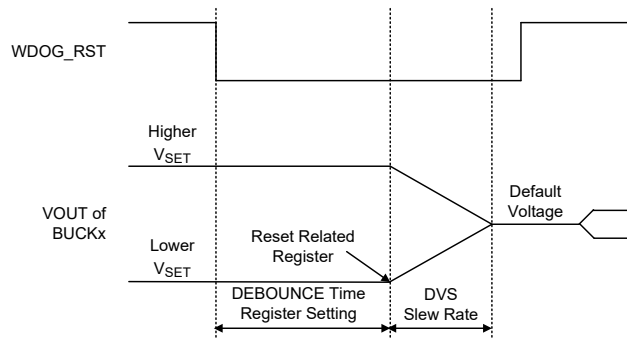 WDOG_RST
Higher
VSET
VOUT of
BUCKx
Default
Voltage
Lower
VSET
Reset Related
Register
DEBOUNCE Time
Register Setting
DVS
Slew Rate